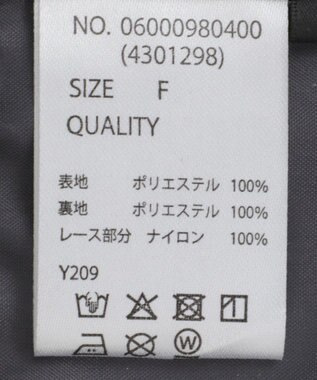 NO. 06000980400
(4301298)
SIZE F
QUALITY
表地 ポリエステル 100%
裏地 ポリエステル 100%
レース部分 ナイロン 100%
Y209
W